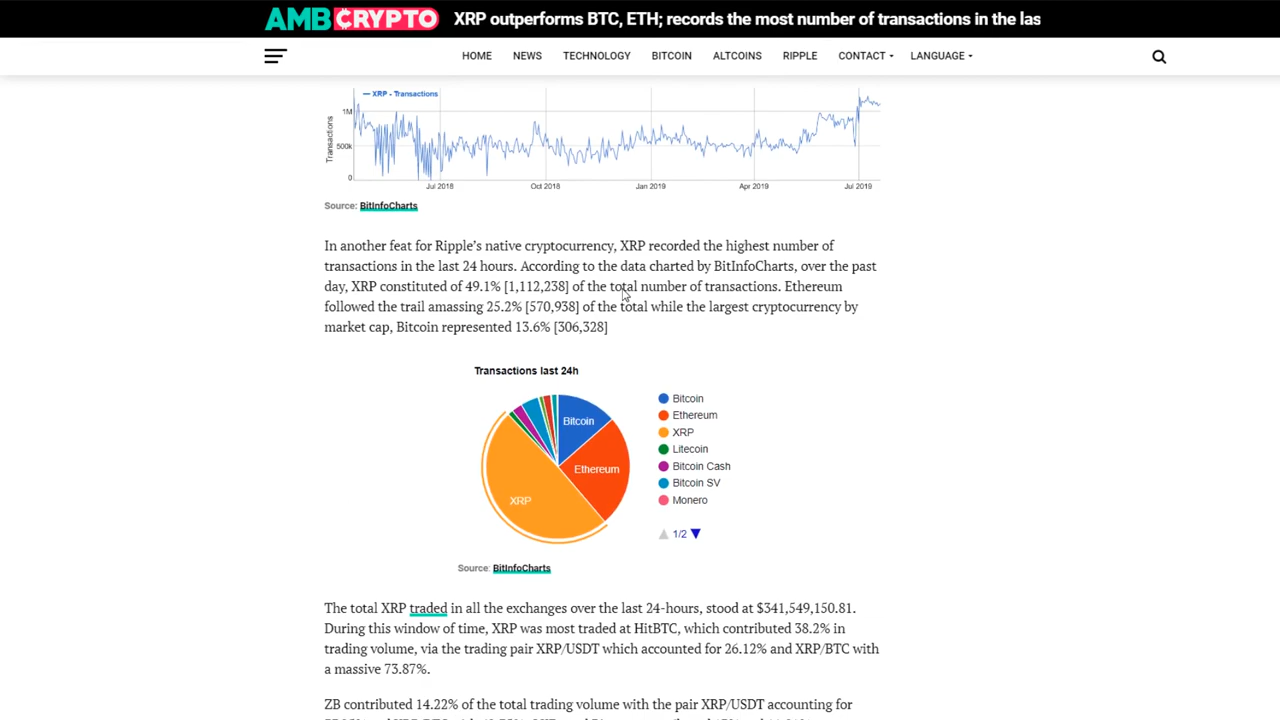 AMBCRYPTO XRP outperforms BTC, ETH; records the most number of transactions in the las
HOME NEWS TECHNOLOGY BITCOIN ALTCOINS RIPPLE CONTACT LANGUAGE
XRP - Transactions
Transactions
1M
500k
0
Jul 2018 Oct 2018 Jan 2019 Apr 2019 Jul 2019
Source: BitInfoCharts
In another feat for Ripple's native cryptocurrency, XRP recorded the highest number of
transactions in the last 24 hours. According to the data charted by BitInfoCharts, over the past
day, XRP constituted of 49.1% [1,112,238] of the total number of transactions. Ethereum
followed the trail amassing 25.2% [570,938] of the total while the largest cryptocurrency by
market cap, Bitcoin represented 13.6% [306,328]
Transactions last 24h
Bitcoin
Ethereum
XRP
Bitcoin
Ethereum
XRP
Litecoin
Bitcoin Cash
Bitcoin SV
Monero
1/2
Source: BitInfoCharts
The total XRP traded in all the exchanges over the last 24-hours, stood at $341,549,150.81.
During this window of time, XRP was most traded at HitBTC, which contributed 38.2% in
trading volume, via the trading pair XRP/USDT which accounted for 26.12% and XRP/BTC with
a massive 73.87%.
ZB contributed 14.22% of the total trading volume with the pair XRP/USDT accounting for